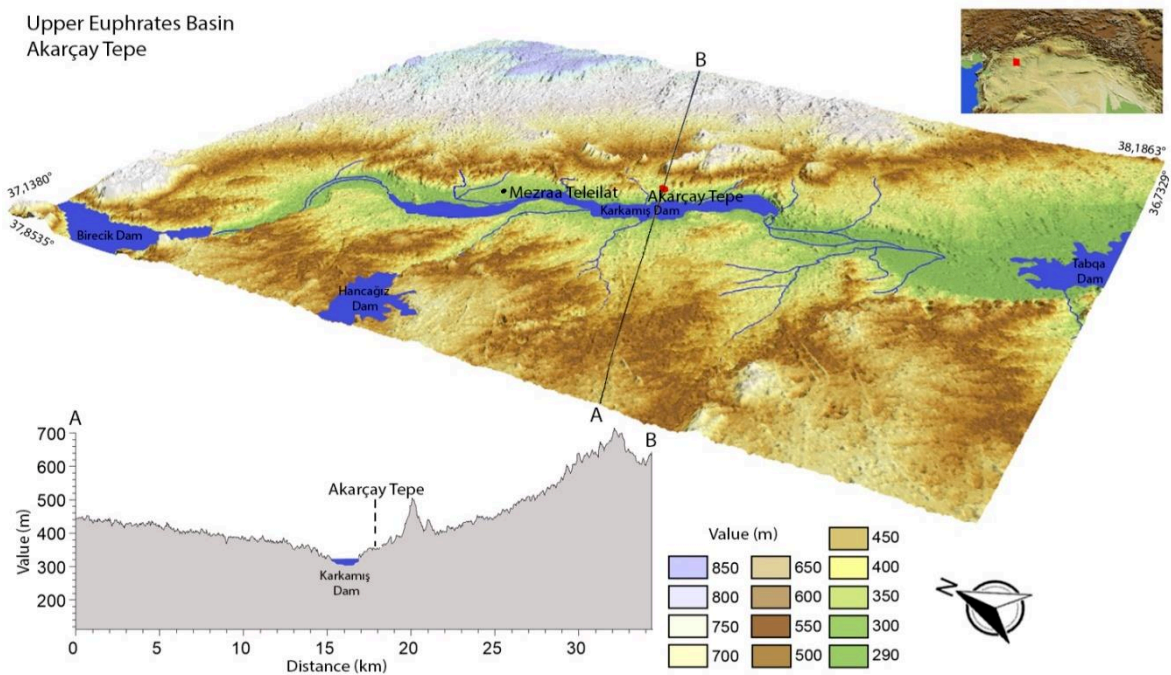 Upper Euphrates Basin
Akarçay Tepe
B
38,1863°
36,7329°
37,1380°
37,8535°
Mezraa Teleilat
Akarçay Tepe
Karkamış Dam
Birecik Dam
Hancağız
Dam
Tabqa
Dam
A
A
B
700
600
500
400
300
200
Value (m)
Akarçay Tepe
Karkamış
Dam
0
5
10
15
20
25
30
Distance (km)
Value (m)
850
800
750
700
650
600
550
500
450
400
350
300
290
N